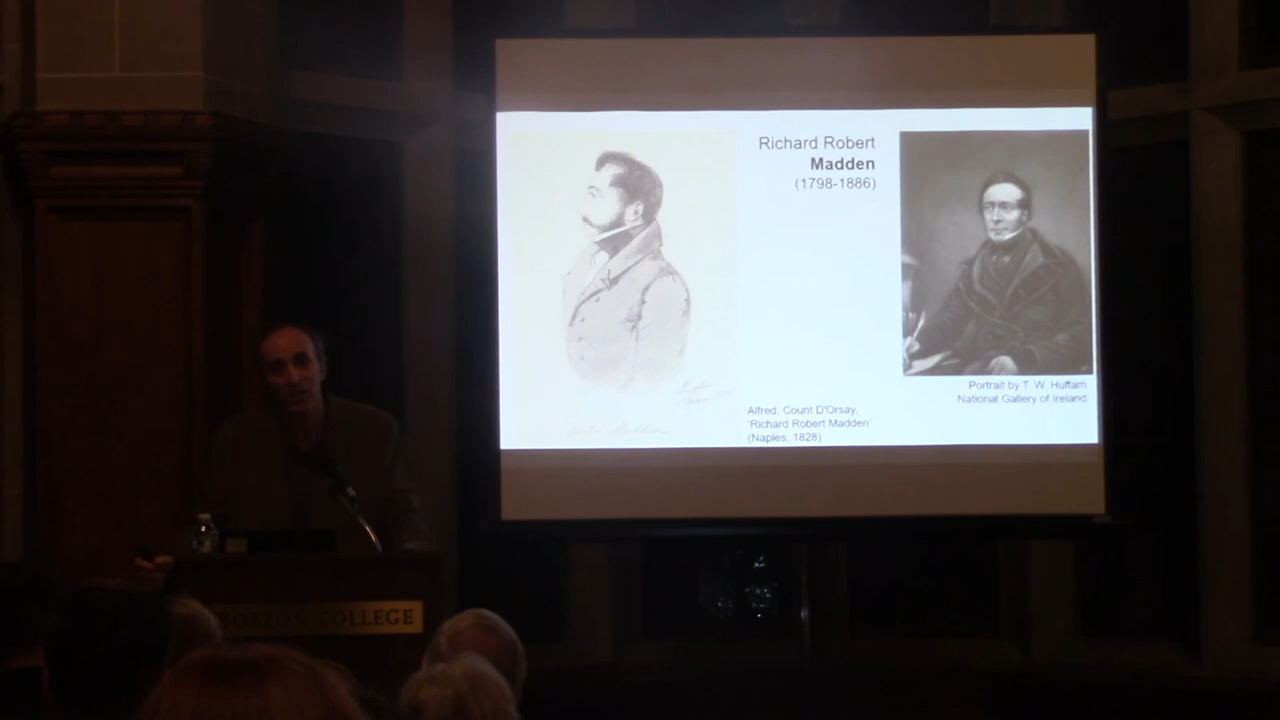 Richard Robert
Madden
(1798-1886)
Portrait by T. W. Huffam
National Gallery of Ireland
Alfred, Count D'Orsay,
'Richard Robert Madden'
(Naples, 1828)
BOSTON COLLEGE